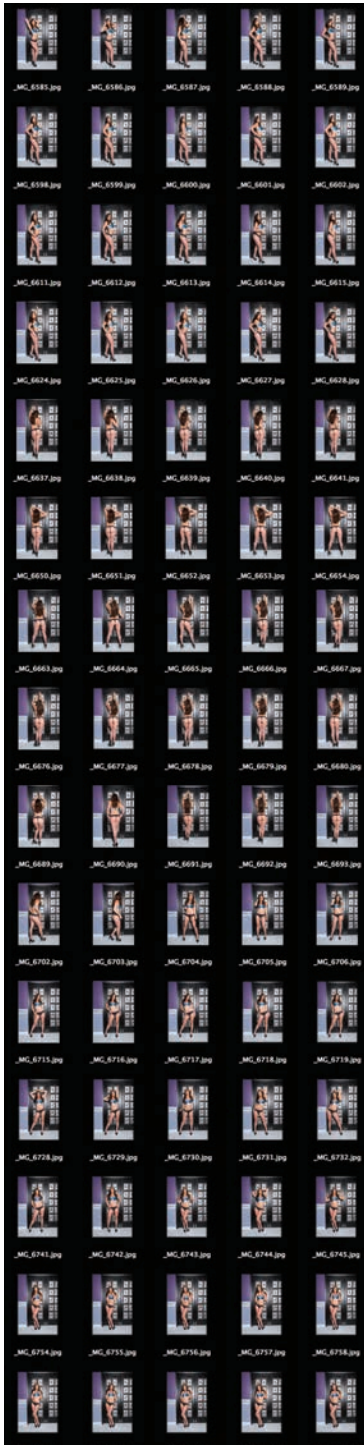 _MG_6585.jpg _MG_6586.jpg _MG_6587.jpg _MG_6588.jpg _MG_6589.jpg
_MG_6598.jpg _MG_6599.jpg _MG_6600.jpg _MG_6601.jpg _MG_6602.jpg
_MG_6611.jpg _MG_6612.jpg _MG_6613.jpg _MG_6614.jpg _MG_6615.jpg
_MG_6624.jpg _MG_6625.jpg _MG_6626.jpg _MG_6627.jpg _MG_6628.jpg
_MG_6637.jpg _MG_6638.jpg _MG_6639.jpg _MG_6640.jpg _MG_6641.jpg
_MG_6650.jpg _MG_6651.jpg _MG_6652.jpg _MG_6653.jpg _MG_6654.jpg
_MG_6663.jpg _MG_6664.jpg _MG_6665.jpg _MG_6666.jpg _MG_6667.jpg
_MG_6676.jpg _MG_6677.jpg _MG_6678.jpg _MG_6679.jpg _MG_6680.jpg
_MG_6689.jpg _MG_6690.jpg _MG_6691.jpg _MG_6692.jpg _MG_6693.jpg
_MG_6702.jpg _MG_6703.jpg _MG_6704.jpg _MG_6705.jpg _MG_6706.jpg
_MG_6715.jpg _MG_6716.jpg _MG_6717.jpg _MG_6718.jpg _MG_6719.jpg
_MG_6728.jpg _MG_6729.jpg _MG_6730.jpg _MG_6731.jpg _MG_6732.jpg
_MG_6741.jpg _MG_6742.jpg _MG_6743.jpg _MG_6744.jpg _MG_6745.jpg
_MG_6754.jpg _MG_6755.jpg _MG_6756.jpg _MG_6757.jpg _MG_6758.jpg